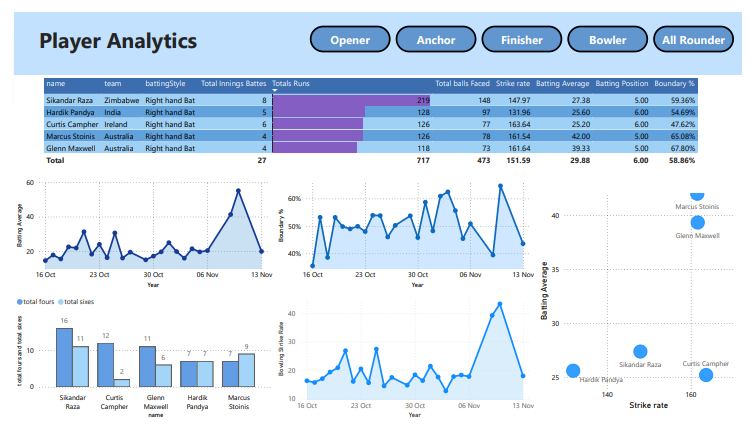 Player Analytics
Opener
Anchor
Finisher
Bowler
All Rounder
name team battingStyle Total Innings Battes Totals Runs Total balls Faced Strike rate Batting Average Batting Position Boundary %
Sikandar Raza Zimbabwe Right hand Bat 8 219 148 147.97 27.38 5.00 59.36%
Hardik Pandya India Right hand Bat 5 128 97 131.96 25.60 5.00 54.69%
Curtis Campher Ireland Right hand Bat 6 126 77 163.64 25.20 6.00 47.62%
Marcus Stoinis Australia Right hand Bat 4 126 78 161.54 42.00 5.00 65.08%
Glenn Maxwell Australia Right hand Bat 4 118 73 161.64 39.33 5.00 67.80%
Total 27 717 473 151.59 29.88 6.00 58.86%
Batting Average
60
40
20
16 Oct 23 Oct 30 Oct 06 Nov 13 Nov
Year
Boundary %
60%
50%
40%
16 Oct 23 Oct 30 Oct 06 Nov 13 Nov
Year
Batting Average
40
35
30
25
Marcus Stoinis
Glenn Maxwell
Sikandar Raza
Curtis Campher
Hardik Pandya
140 160
Strike rate
total fours total sixes
total fours and total sixes
10
0
16 11 12 2 11 6 7 7 7 9
Sikandar Raza
Curtis Campher
Glenn Maxwell
Hardik Pandya
Marcus Stoinis
name
Bowling Strike Rate
40
30
20
10
16 Oct 23 Oct 30 Oct 06 Nov 13 Nov
Year